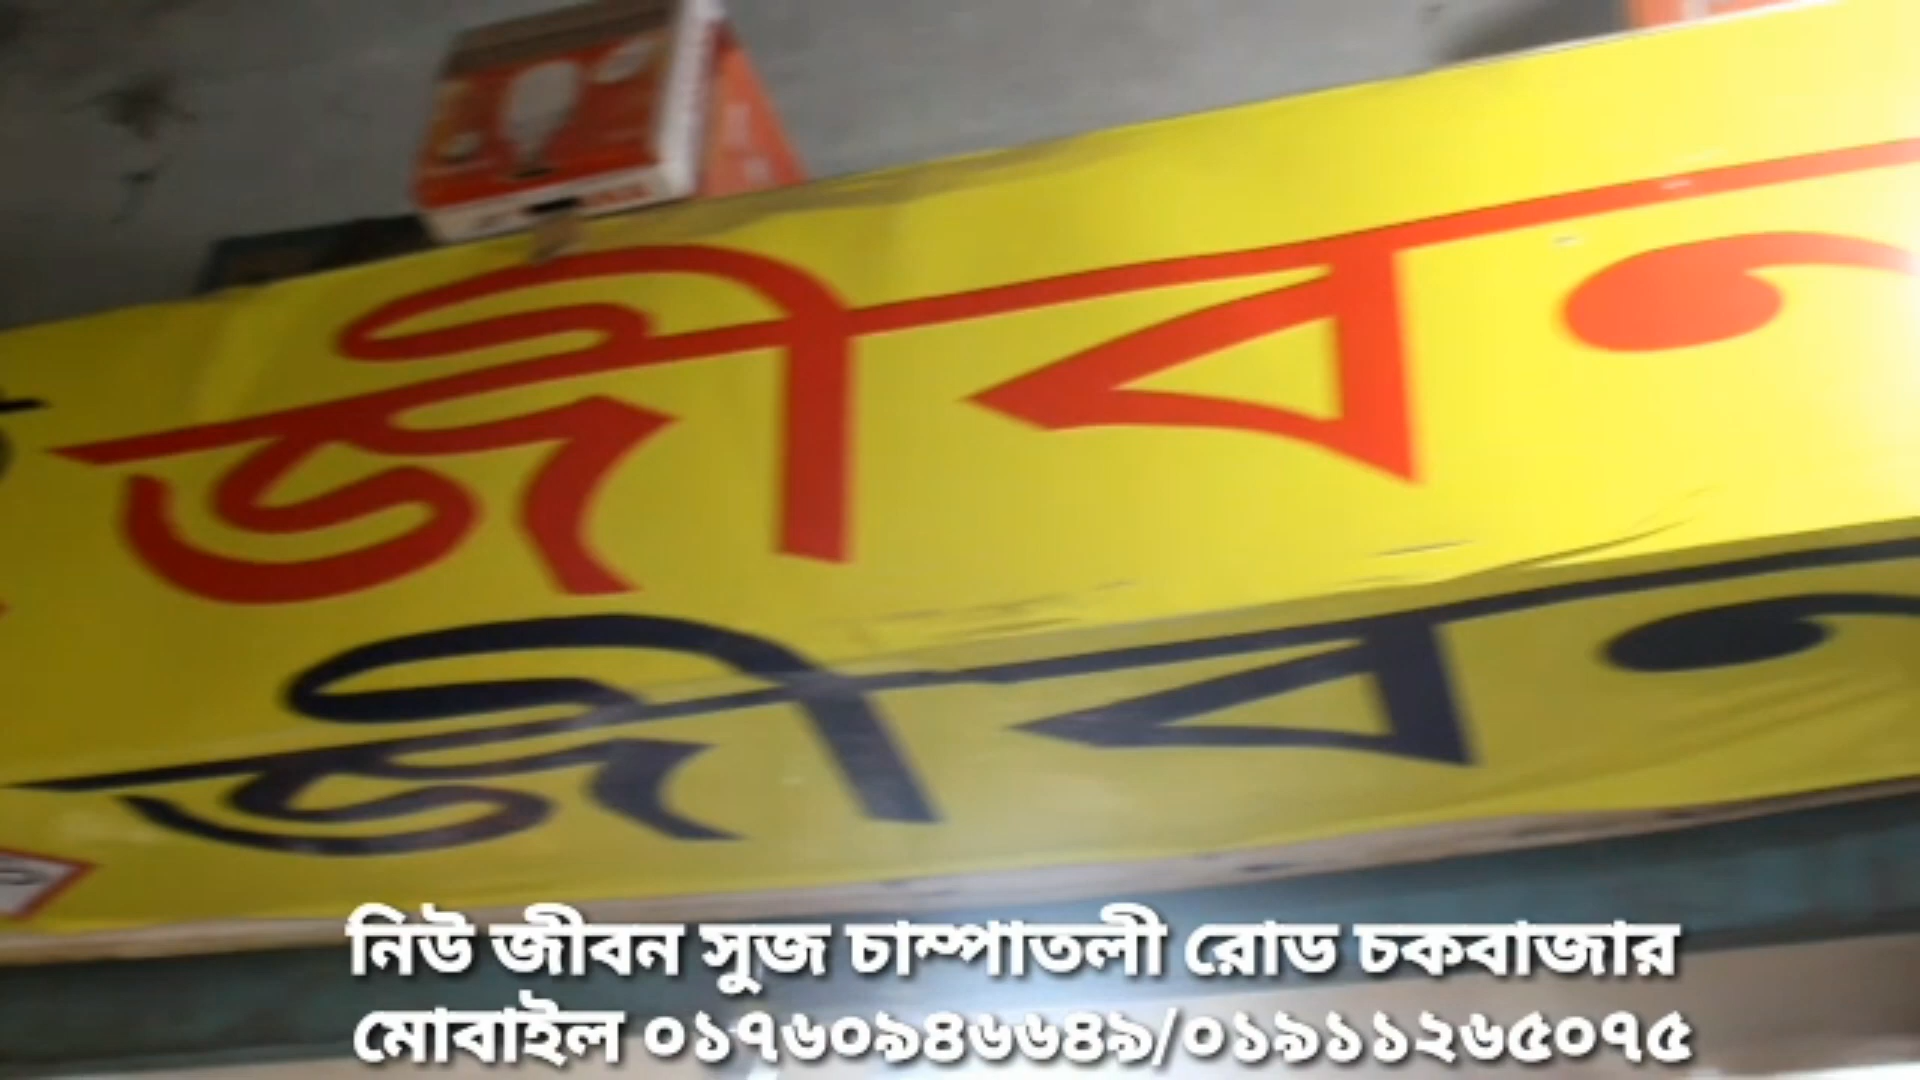 জীবন
জীবন
নিউ জীবন সুজ চাম্পাতলী রোড চকবাজার
মোবাইল ০১৭৬০৯৪৬৬৪৯/০১৯১১২৬৫০৭৫